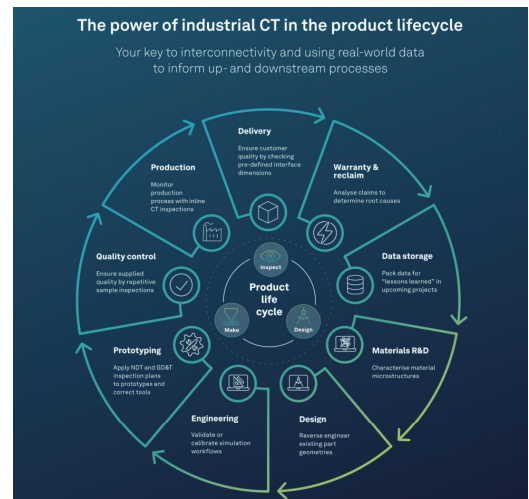 The power of industrial CT in the product lifecycle
Your key to interconnectivity and using real-world data
to inform up- and downstream processes
Delivery
Ensure customer
quality by checking
pre-defined interface
dimensions
Warranty &
reclaim
Analyse claims to
determine root causes
Data storage
Pack data for
"lessons learned" in
upcoming projects
Materials R&D
Characterise material
microstructures
Design
Reverse engineer
existing part
geometries
Engineering
Validate or
calibrate simulation
workflows
Prototyping
Apply NDT and GD&T
inspection plans
to prototypes and
correct tools
Quality control
Ensure supplied
quality by repetitive
sample inspections
Production
Monitor
production
process with inline
CT inspections
Inspect
Product
life
cycle
Make
Design